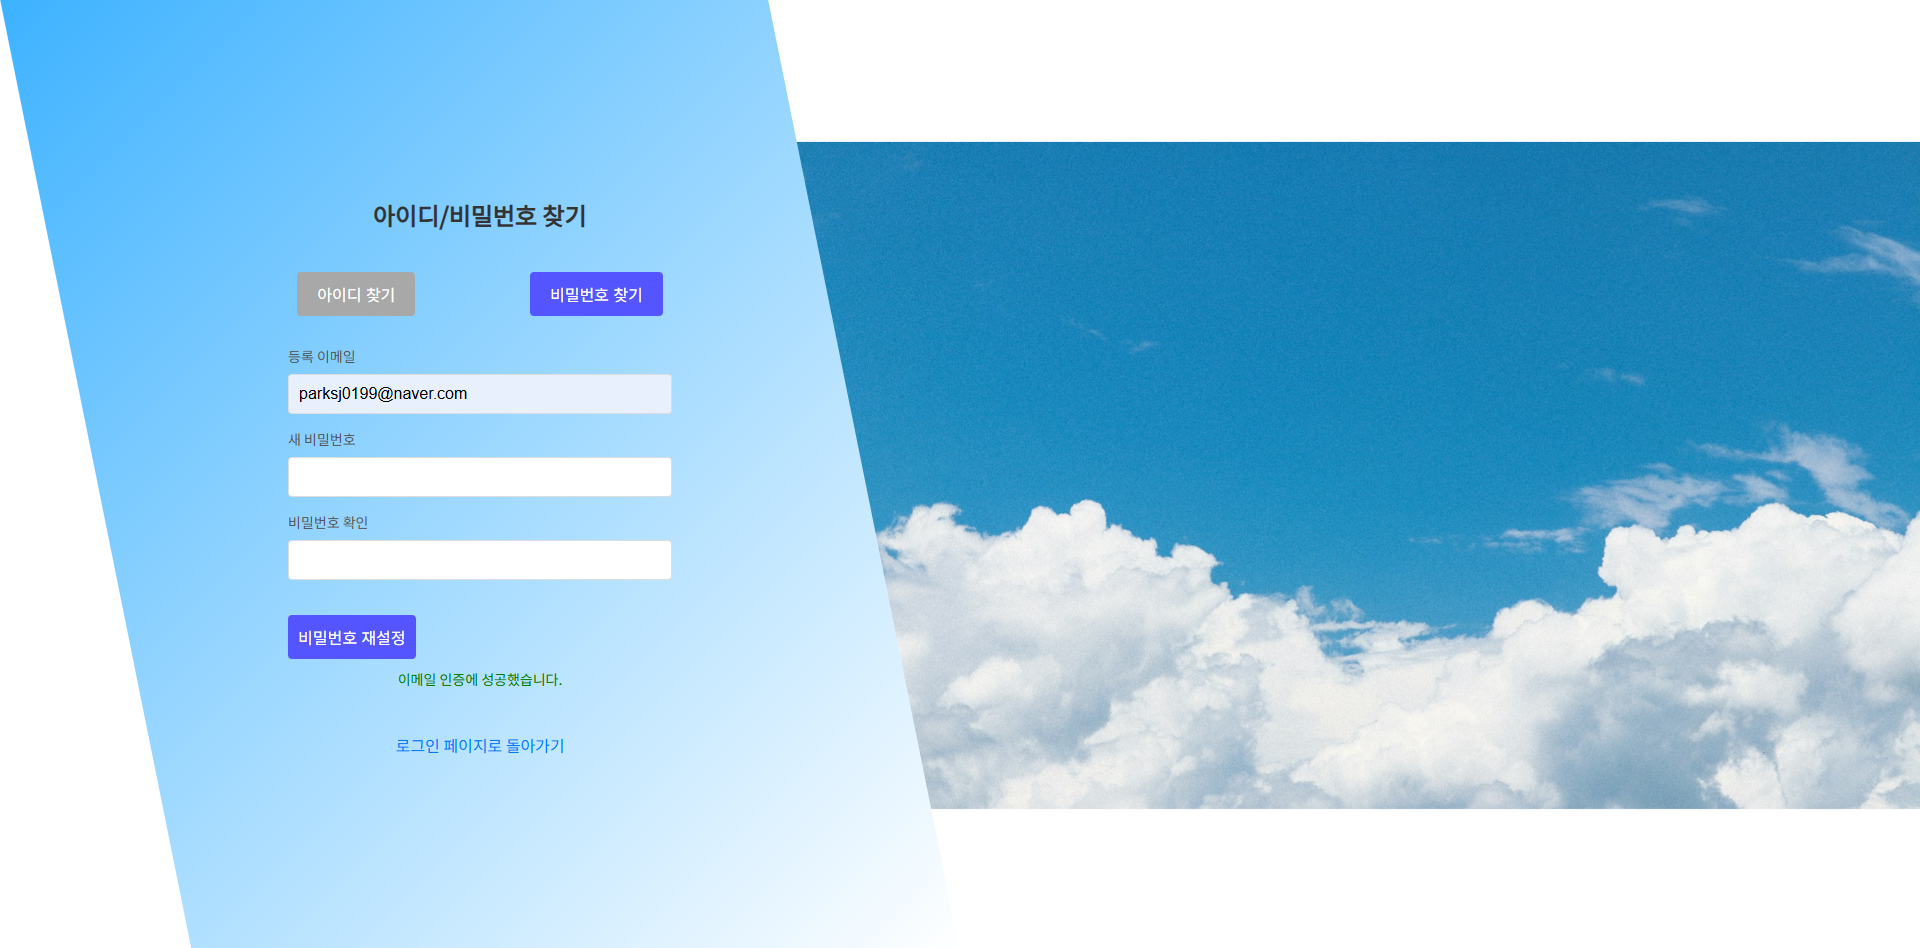 아이디/비밀번호 찾기
아이디 찾기
비밀번호 찾기
등록 이메일
parksj0199@naver.com
새 비밀번호
비밀번호 확인
비밀번호 재설정
이메일 인증에 성공했습니다.
로그인 페이지로 돌아가기